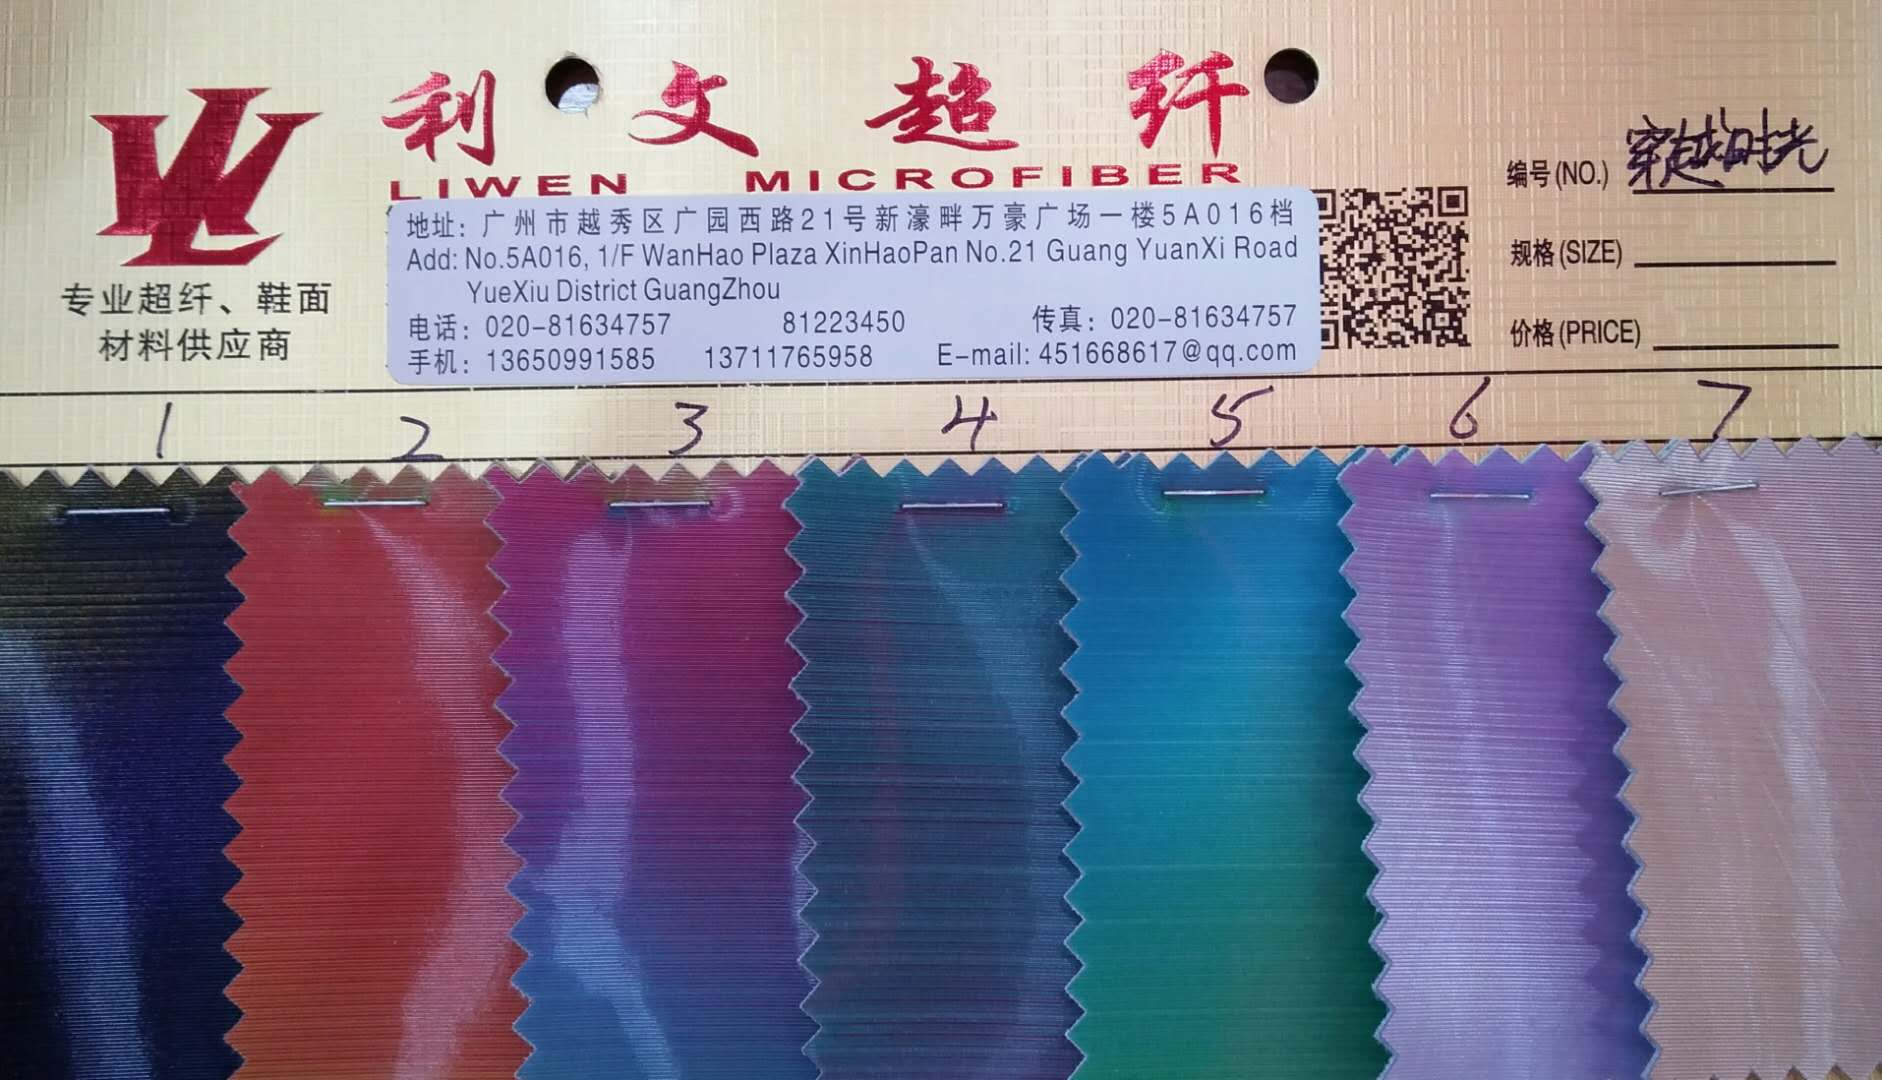 利文超纤
LIWEN MICROFIBER
专业超纤、鞋面
材料供应商
地址：广州市越秀区广园西路21号新濠畔万豪广场一楼5A016档
Add: No.5A016, 1/F WanHao Plaza XinHaoPan No.21 Guang YuanXi Road
YueXiu District GuangZhou
电话：020-81634757 81223450 传真：020-81634757
手机：13650991585 13711765958 E-mail: 451668617@qq.com
编号(NO.) 穿越时光
规格(SIZE)
价格(PRICE)
1 2 3 4 5 6 7